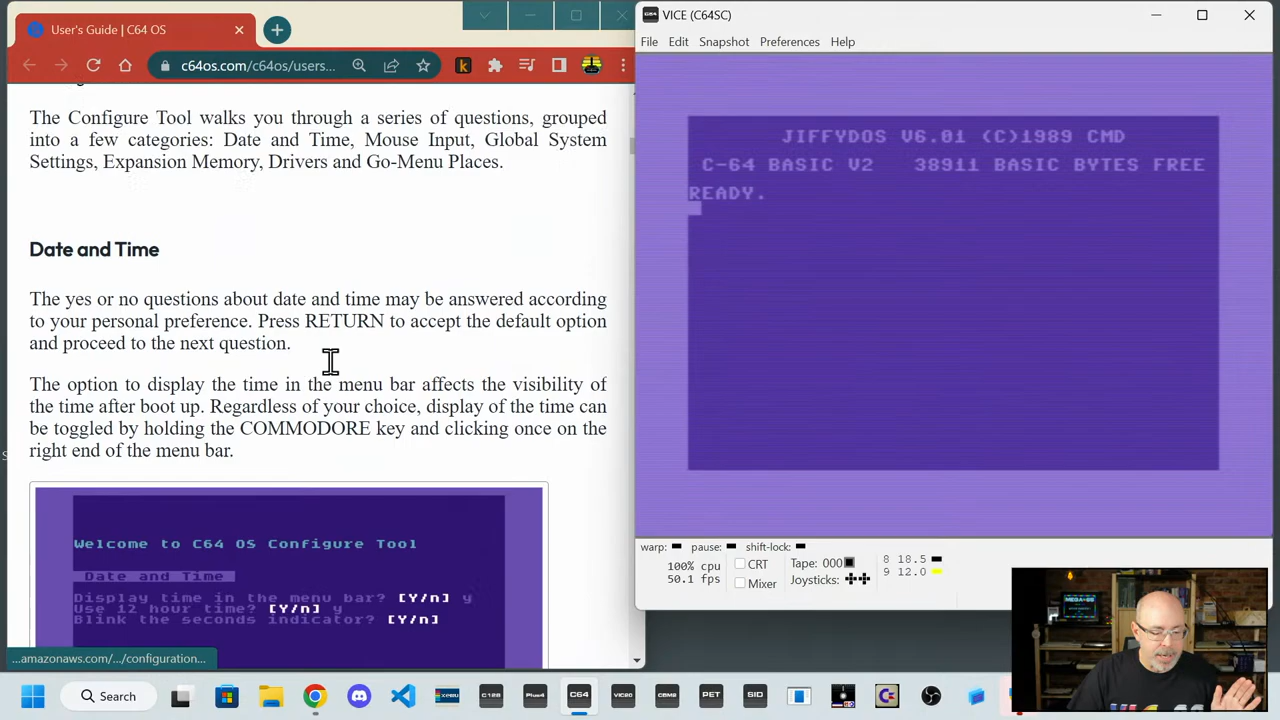 User's Guide | C64 OS
c64os.com/c64os/users...
The Configure Tool walks you through a series of questions, grouped
into a few categories: Date and Time, Mouse Input, Global System
Settings, Expansion Memory, Drivers and Go-Menu Places.
Date and Time
The yes or no questions about date and time may be answered according
to your personal preference. Press RETURN to accept the default option
and proceed to the next question.
The option to display the time in the menu bar affects the visibility of
the time after boot up. Regardless of your choice, display of the time can
be toggled by holding the COMMODORE key and clicking once on the
right end of the menu bar.
Welcome to C64 OS Configure Tool
Date and Time
Display time in the menu bar? [Y/n] y
Use 12 hour time? [Y/n] y
Blink the seconds indicator? [Y/n]
...amazonaws.com/.../configuration...
C64 VICE (C64SC)
File Edit Snapshot Preferences Help
JIFFYDOS V6.01 (C)1989 CMD
C-64 BASIC V2 38911 BASIC BYTES FREE
READY.
warp: pause: shift-lock:
100% cpu
50.1 fps
CRT
Mixer
Tape: 000
Joysticks:
8 18.5
9 12.0
Search
C128 Plus4 C64 VIC20 CBM2 PET SID